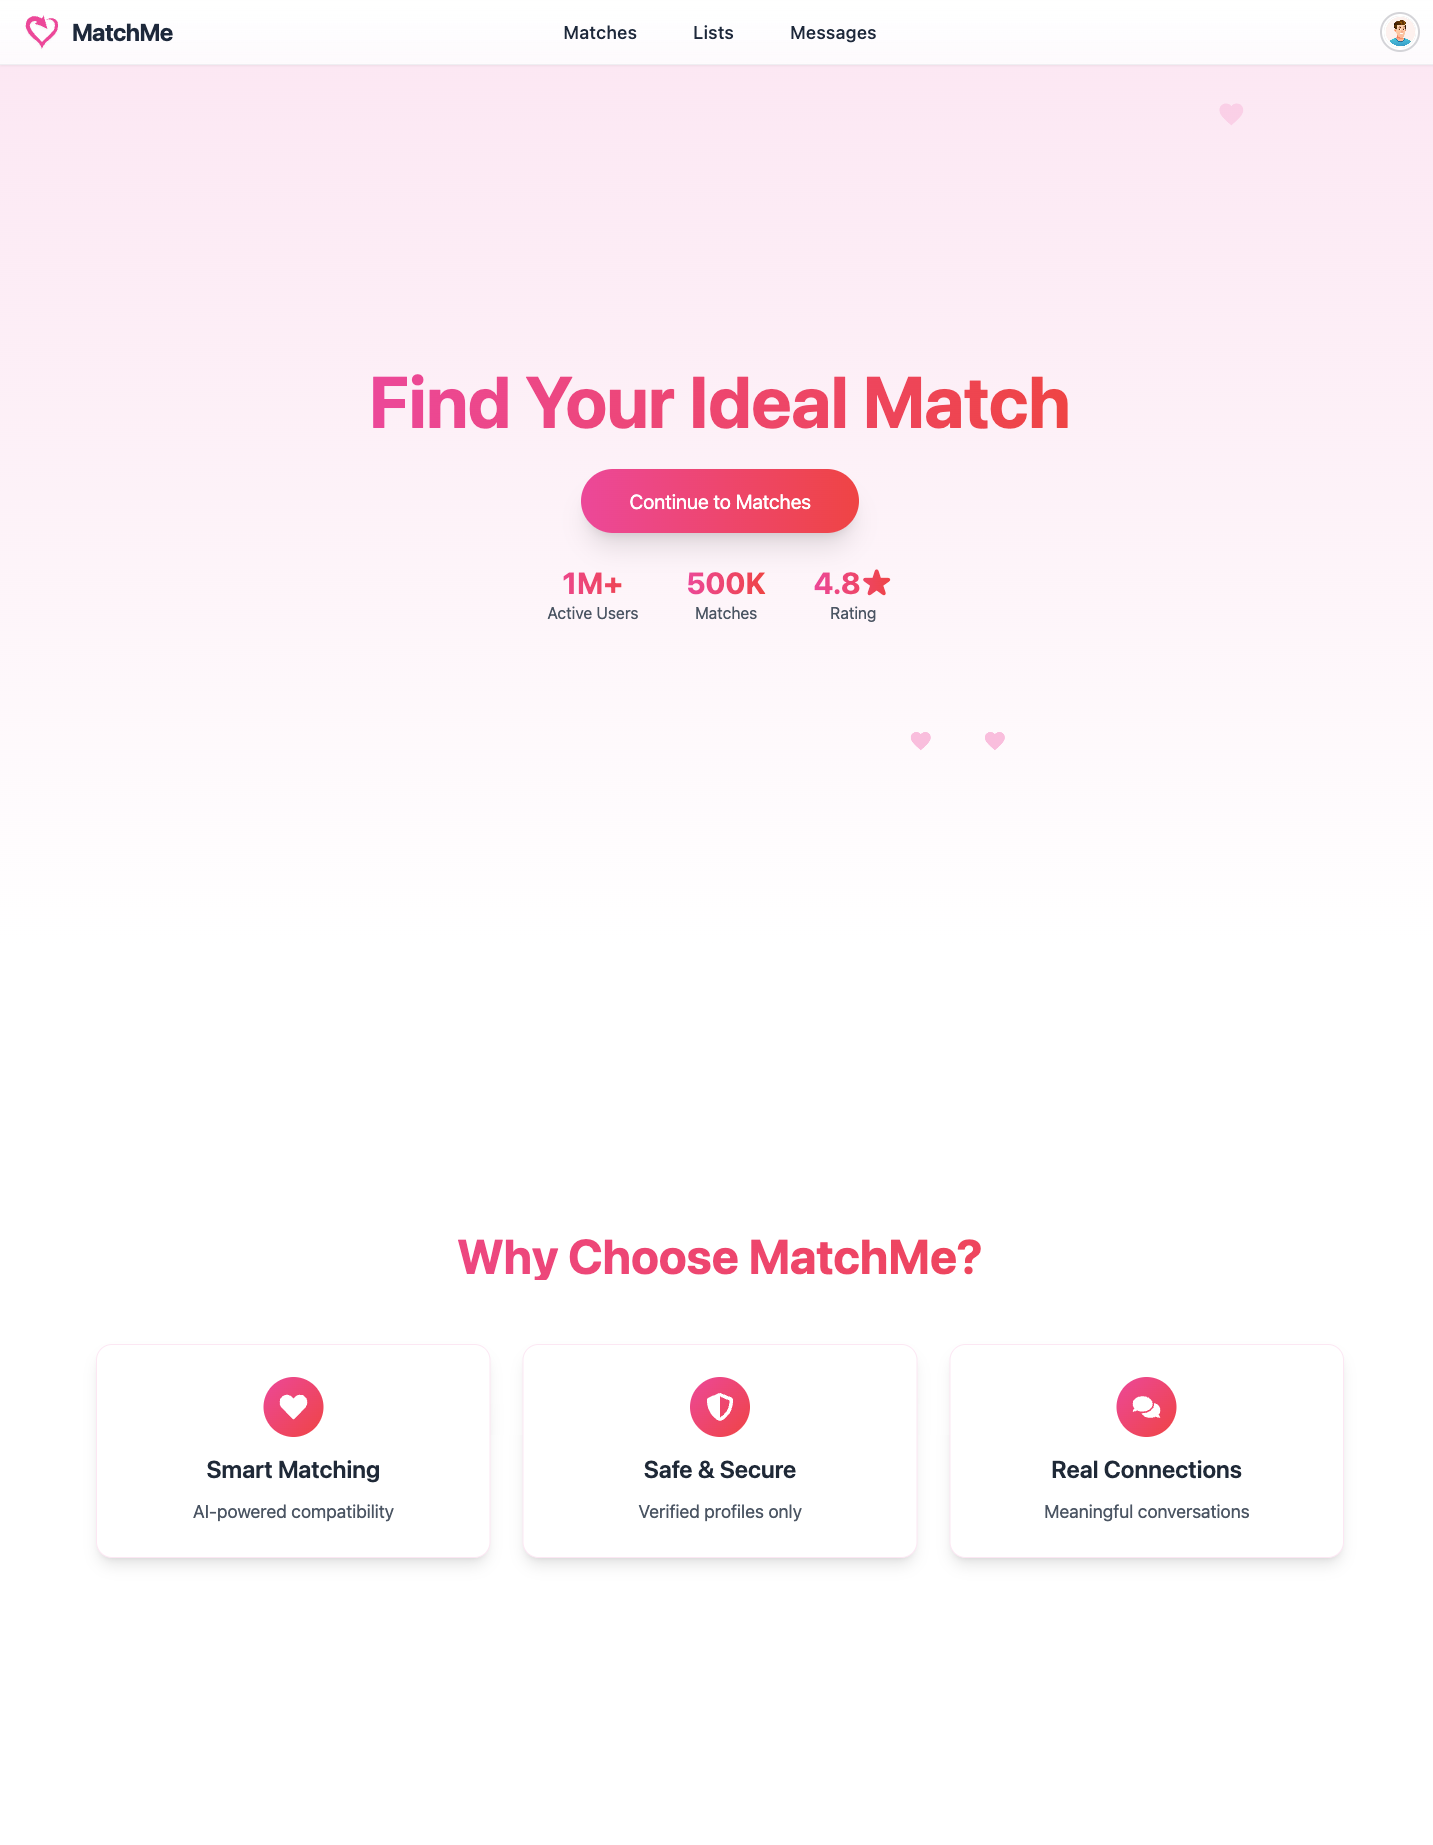 MatchMe
Matches
Lists
Messages
Find Your Ideal Match
Continue to Matches
1M+
500K
4.8★
Active Users
Matches
Rating
Why Choose MatchMe?
Smart Matching
AI-powered compatibility
Safe & Secure
Verified profiles only
Real Connections
Meaningful conversations